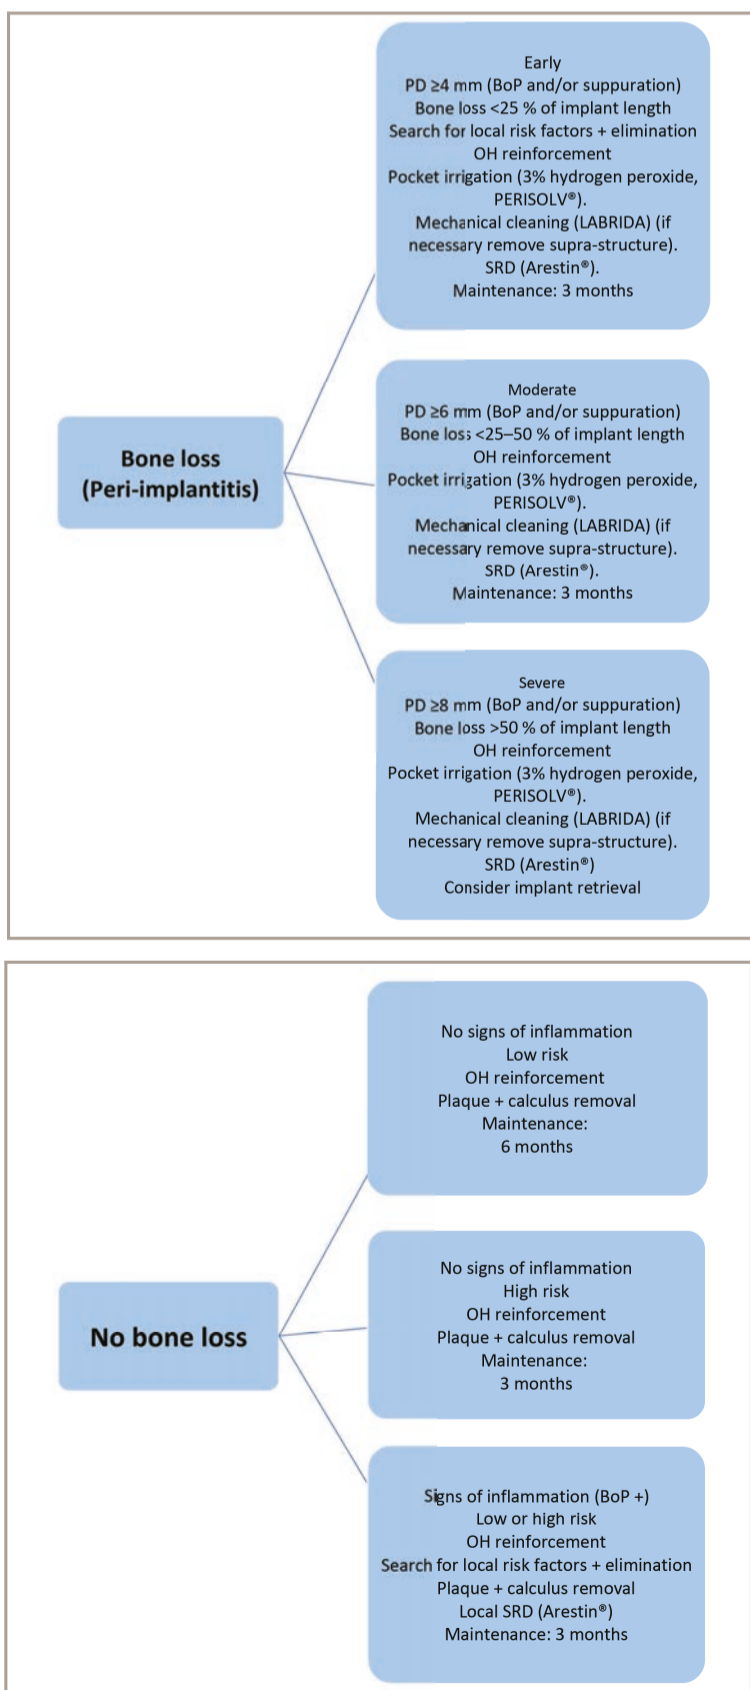 Early
PD ≥4 mm (BoP and/or suppuration)
Bone loss <25 % of implant length
Search for local risk factors + elimination
OH reinforcement
Pocket irrigation (3% hydrogen peroxide,
PERISOLV®).
Mechanical cleaning (LABRIDA) (if
necessary remove supra-structure).
SRD (Arestin®).
Maintenance: 3 months
Bone loss
(Peri-implantitis)
Moderate
PD ≥6 mm (BoP and/or suppuration)
Bone loss <25–50 % of implant length
OH reinforcement
Pocket irrigation (3% hydrogen peroxide,
PERISOLV®).
Mechanical cleaning (LABRIDA) (if
necessary remove supra-structure).
SRD (Arestin®).
Maintenance: 3 months
Severe
PD ≥8 mm (BoP and/or suppuration)
Bone loss >50 % of implant length
OH reinforcement
Pocket irrigation (3% hydrogen peroxide,
PERISOLV®).
Mechanical cleaning (LABRIDA) (if
necessary remove supra-structure).
SRD (Arestin®)
Consider implant retrieval
No signs of inflammation
Low risk
OH reinforcement
Plaque + calculus removal
Maintenance:
6 months
No bone loss
No signs of inflammation
High risk
OH reinforcement
Plaque + calculus removal
Maintenance:
3 months
Signs of inflammation (BoP +)
Low or high risk
OH reinforcement
Search for local risk factors + elimination
Plaque + calculus removal
Local SRD (Arestin®)
Maintenance: 3 months